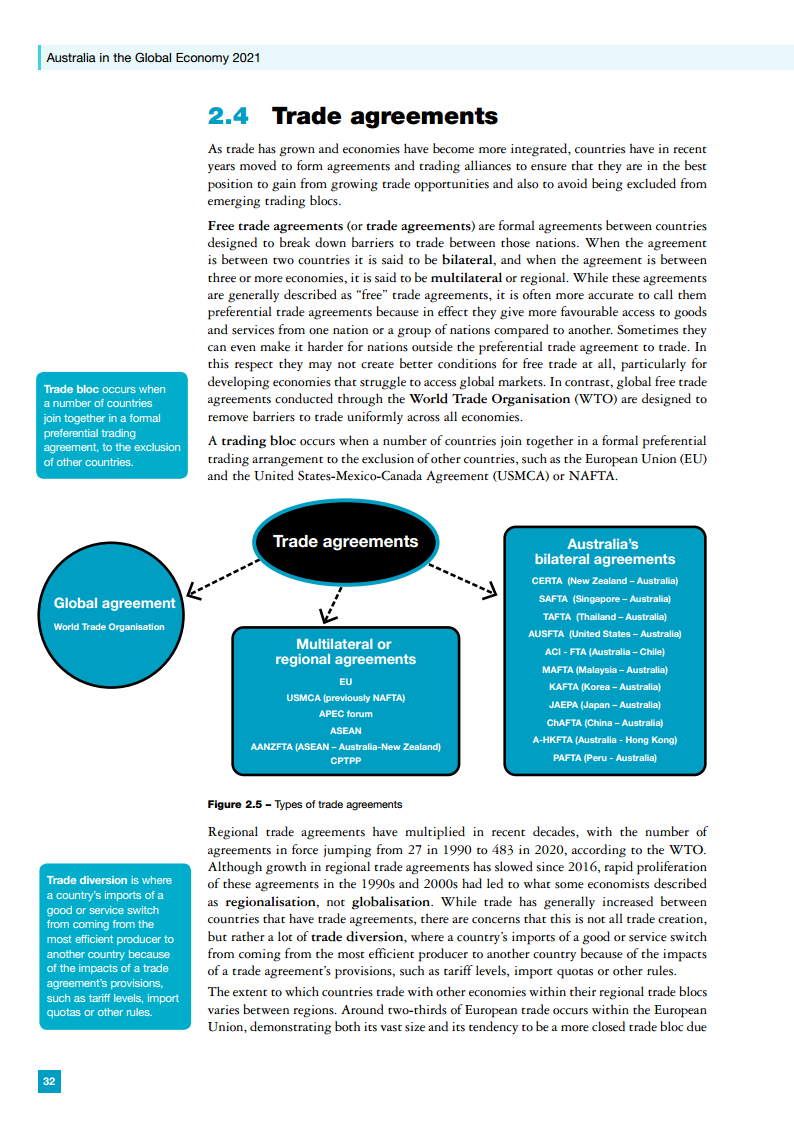 Australia in the Global Economy 2021
2.4 Trade agreements
As trade has grown and economies have become more integrated, countries have in recent
years moved to form agreements and trading alliances to ensure that they are in the best
position to gain from growing trade opportunities and also to avoid being excluded from
emerging trading blocs.
Free trade agreements (or trade agreements) are formal agreements between countries
designed to break down barriers to trade between those nations. When the agreement
is between two countries it is said to be bilateral, and when the agreement is between
three or more economies, it is said to be multilateral or regional. While these agreements
are generally described as “free” trade agreements, it is often more accurate to call them
preferential trade agreements because in effect they give more favourable access to goods
and services from one nation or a group of nations compared to another. Sometimes they
can even make it harder for nations outside the preferential trade agreement to trade. In
this respect they may not create better conditions for free trade at all, particularly for
developing economies that struggle to access global markets. In contrast, global free trade
agreements conducted through the World Trade Organisation (WTO) are designed to
remove barriers to trade uniformly across all economies.
Trade bloc occurs when
a number of countries
join together in a formal
preferential trading
agreement, to the exclusion
of other countries.
A trading bloc occurs when a number of countries join together in a formal preferential
trading arrangement to the exclusion of other countries, such as the European Union (EU)
and the United States-Mexico-Canada Agreement (USMCA) or NAFTA.
Trade agreements
Global agreement
World Trade Organisation
Multilateral or
regional agreements
EU
USMCA (previously NAFTA)
APEC forum
ASEAN
AANZFTA (ASEAN – Australia-New Zealand)
CPTPP
Australia’s
bilateral agreements
CERTA (New Zealand – Australia)
SAFTA (Singapore – Australia)
TAFTA (Thailand – Australia)
AUSFTA (United States – Australia)
ACI - FTA (Australia – Chile)
MAFTA (Malaysia – Australia)
KAFTA (Korea – Australia)
JAEPA (Japan – Australia)
ChAFTA (China – Australia)
A-HKFTA (Australia - Hong Kong)
PAFTA (Peru - Australia)
Figure 2.5 – Types of trade agreements
Regional trade agreements have multiplied in recent decades, with the number of
agreements in force jumping from 27 in 1990 to 483 in 2020, according to the WTO.
Although growth in regional trade agreements has slowed since 2016, rapid proliferation
of these agreements in the 1990s and 2000s had led to what some economists described
as regionalisation, not globalisation. While trade has generally increased between
countries that have trade agreements, there are concerns that this is not all trade creation,
but rather a lot of trade diversion, where a country’s imports of a good or service switch
from coming from the most efficient producer to another country because of the impacts
of a trade agreement’s provisions, such as tariff levels, import quotas or other rules.
Trade diversion is where
a country’s imports of a
good or service switch
from coming from the
most efficient producer to
another country because
of the impacts of a trade
agreement’s provisions,
such as tariff levels, import
quotas or other rules.
The extent to which countries trade with other economies within their regional trade blocs
varies between regions. Around two-thirds of European trade occurs within the European
Union, demonstrating both its vast size and its tendency to be a more closed trade bloc due
32